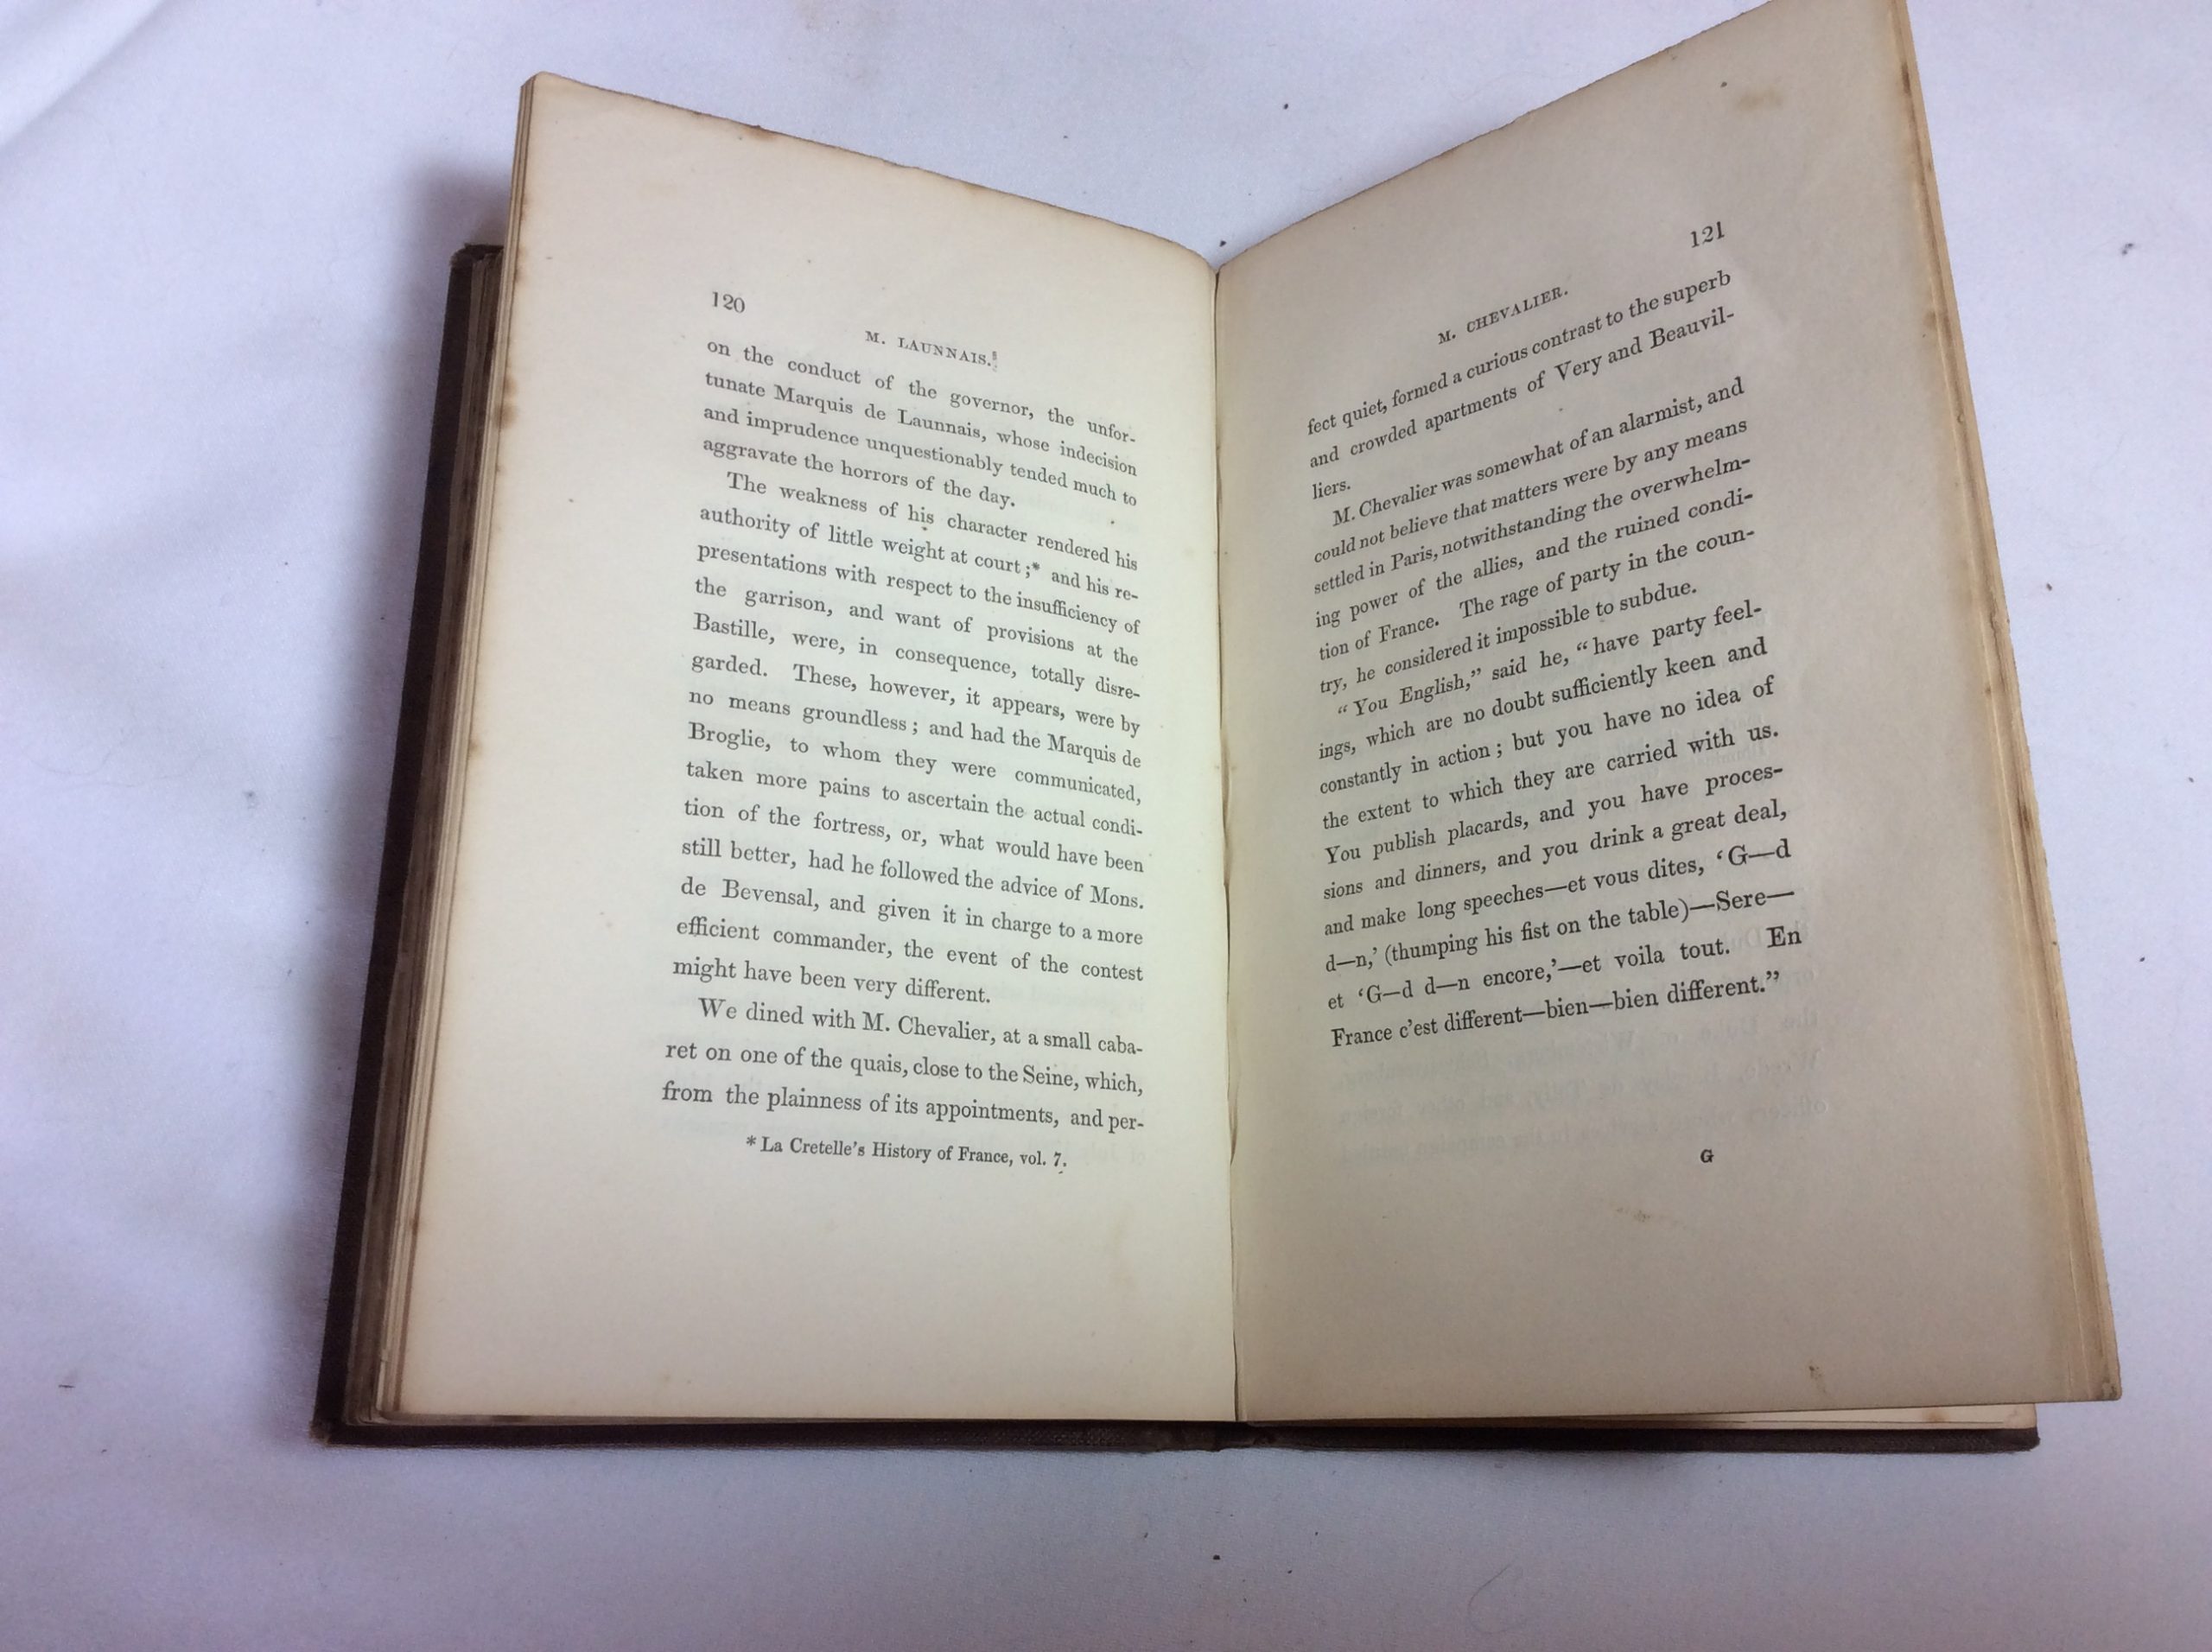 120
M. LAUNNAIS.
on the conduct of the governor, the unfor-
tunate Marquis de Launnais, whose indecision
and imprudence unquestionably tended much to
aggravate the horrors of the day.
The weakness of his character rendered his
authority of little weight at court;* and his re-
presentations with respect to the insufficiency of
the garrison, and want of provisions at the
Bastille, were, in consequence, totally disre-
garded. These, however, it appears, were by
no means groundless; and had the Marquis de
Broglie, to whom they were communicated,
taken more pains to ascertain the actual condi-
tion of the fortress, or, what would have been
still better, had he followed the advice of Mons.
de Bevensal, and given it in charge to a more
efficient commander, the event of the contest
might have been very different.
We dined with M. Chevalier, at a small caba-
ret on one of the quais, close to the Seine, which,
from the plainness of its appointments, and per-
* La Cretelle's History of France, vol. 7.
121
M. CHEVALIER.
fect quiet, formed a curious contrast to the superb
and crowded apartments of Very and Beauvil-
liers.
M. Chevalier was somewhat of an alarmist, and
could not believe that matters were by any means
settled in Paris, notwithstanding the overwhelm-
ing power of the allies, and the ruined condi-
tion of France. The rage of party in the coun-
try, he considered it impossible to subdue.
“You English,” said he, “have party feel-
ings, which are no doubt sufficiently keen and
constantly in action; but you have no idea of
the extent to which they are carried with us.
You publish placards, and you have proces-
sions and dinners, and you drink a great deal,
and make long speeches—et vous dites, ‘G—d
d—n,’ (thumping his fist on the table)—Sere—
et ‘G—d d—n encore,’—et voila tout. En
France c'est different—bien—bien different.”
G